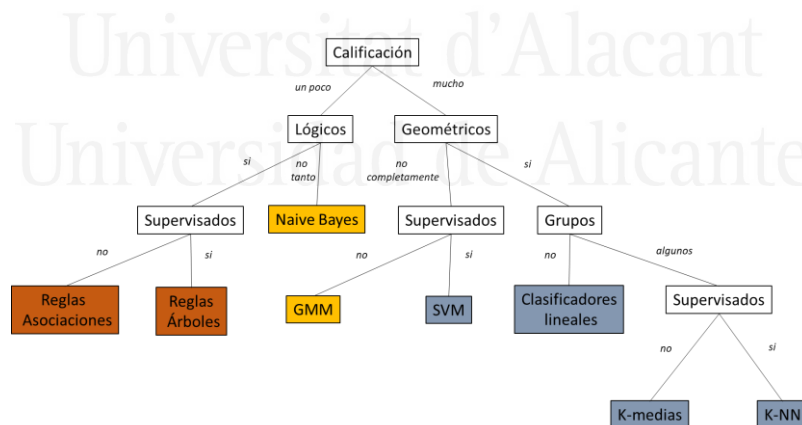 Universitat d'Alacant
Universidad de Alicante
Calificación
un poco
mucho
Lógicos
Geométricos
si
no
tanto
no
completamente
si
Supervisados
Naive Bayes
Supervisados
Grupos
no
si
no
si
no
algunos
Reglas
Asociaciones
Reglas
Árboles
GMM
SVM
Clasificadores
lineales
Supervisados
no
si
K-medias
K-NN